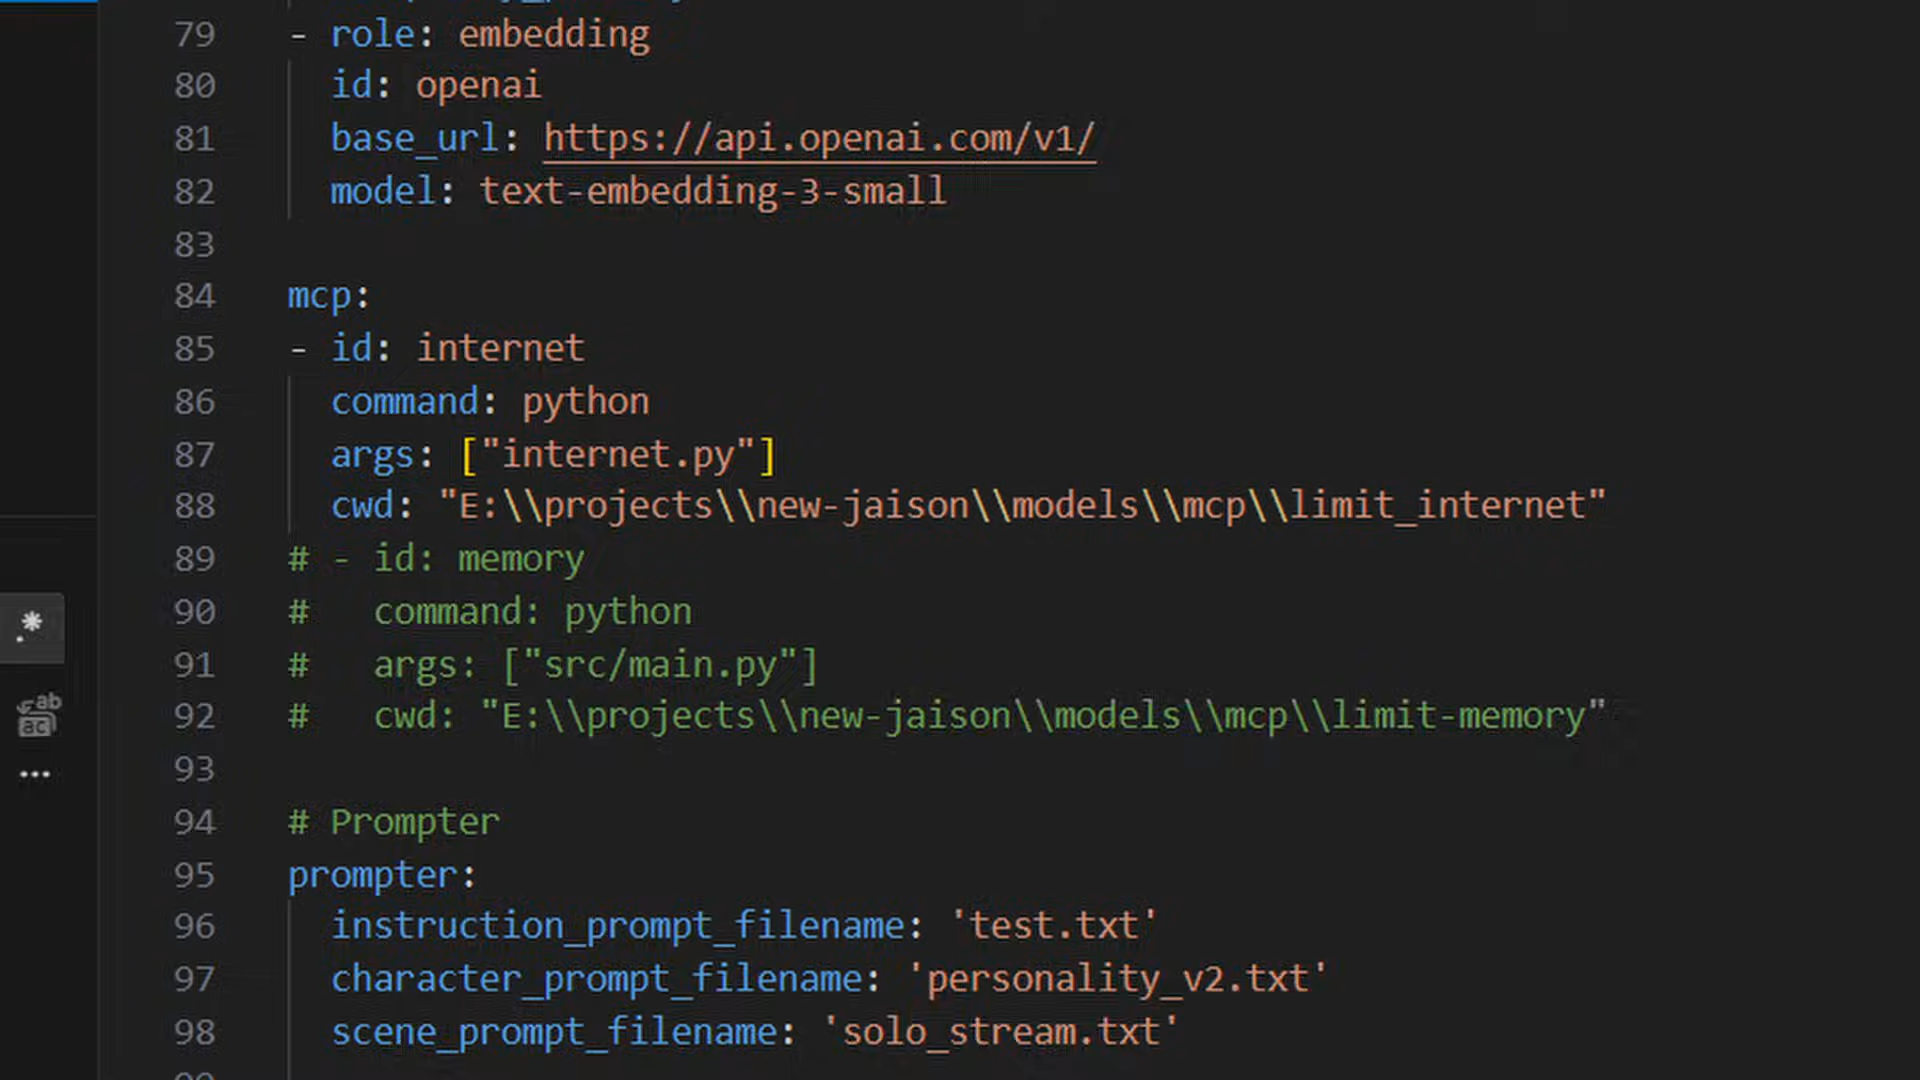 79 - role: embedding
80 id: openai
81 base_url: https://api.openai.com/v1/
82 model: text-embedding-3-small
83
84 mcp:
85 - id: internet
86 command: python
87 args: ["internet.py"]
88 cwd: "E:\\projects\\new-jaison\\models\\mcp\\limit_internet"
89 # - id: memory
90 #   command: python
91 #   args: ["src/main.py"]
92 #   cwd: "E:\\projects\\new-jaison\\models\\mcp\\limit-memory"
93
94 # Prompter
95 prompter:
96 instruction_prompt_filename: 'test.txt'
97 character_prompt_filename: 'personality_v2.txt'
98 scene_prompt_filename: 'solo_stream.txt'